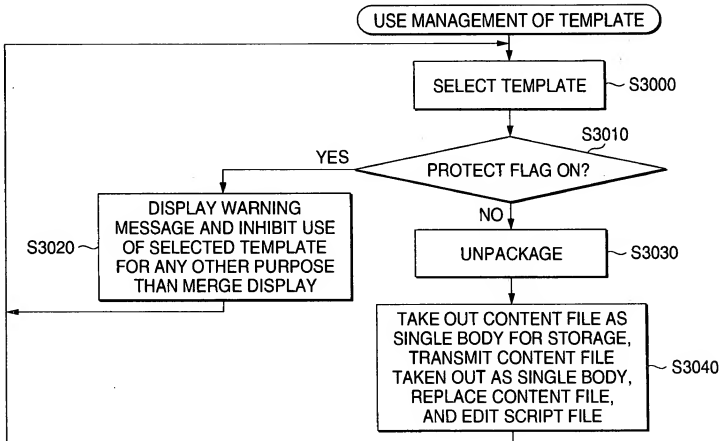 USE MANAGEMENT OF TEMPLATE
SELECT TEMPLATE
S3000
S3010
PROTECT FLAG ON?
YES
NO
DISPLAY WARNING
MESSAGE AND INHIBIT USE
OF SELECTED TEMPLATE
FOR ANY OTHER PURPOSE
THAN MERGE DISPLAY
S3020
UNPACKAGE
S3030
TAKE OUT CONTENT FILE AS
SINGLE BODY FOR STORAGE,
TRANSMIT CONTENT FILE
TAKEN OUT AS SINGLE BODY,
REPLACE CONTENT FILE,
AND EDIT SCRIPT FILE
S3040